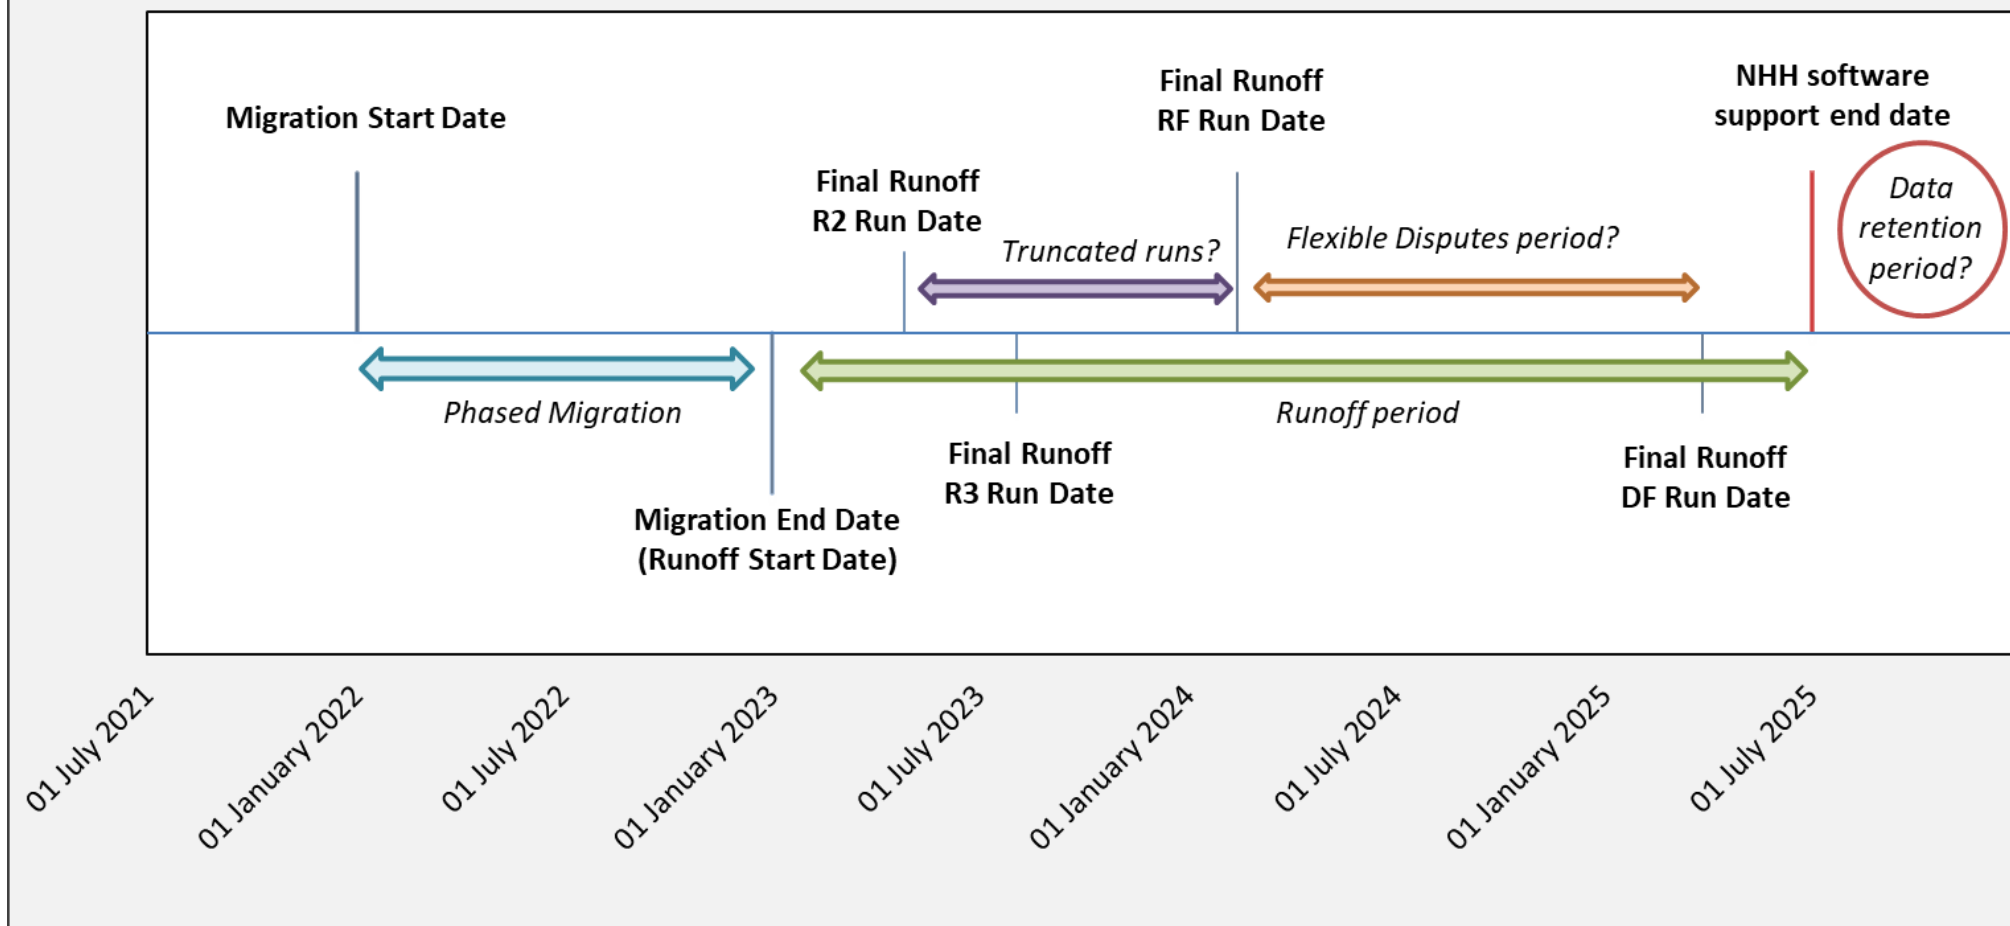 Migration Start Date
Final Runoff
R2 Run Date
Truncated runs?
Final Runoff
RF Run Date
Flexible Disputes period?
NHH software
support end date
Data
retention
period?
Phased Migration
Migration End Date
(Runoff Start Date)
Final Runoff
R3 Run Date
Runoff period
Final Runoff
DF Run Date
01 July 2021
01 January 2022
01 July 2022
01 January 2023
01 July 2023
01 January 2024
01 July 2024
01 January 2025
01 July 2025